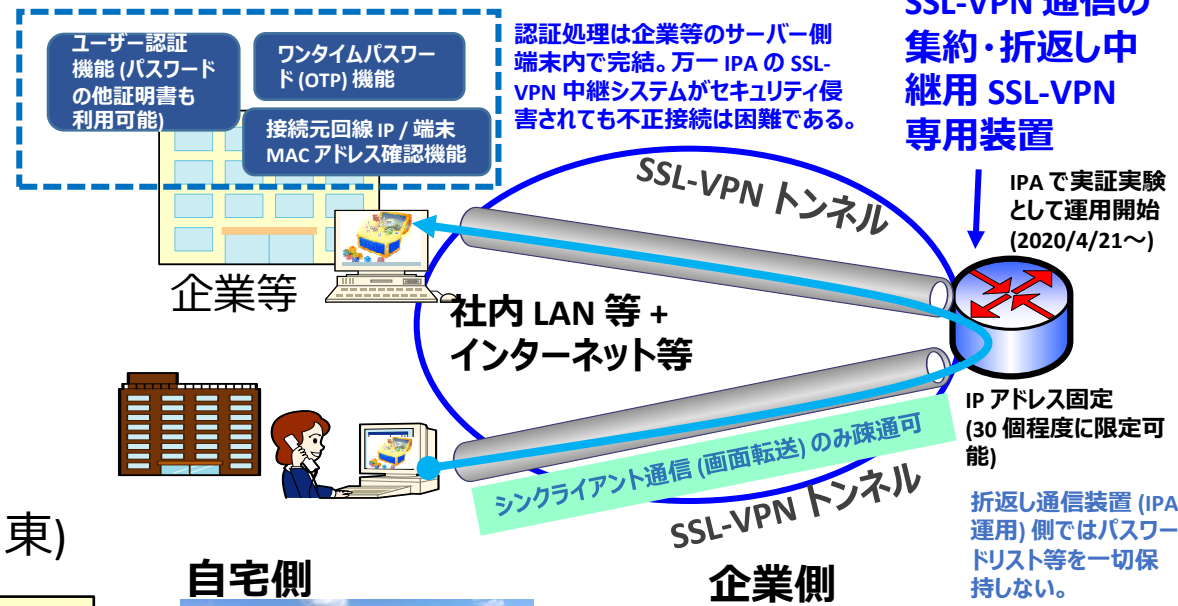 SSL-VPN 通信の
集約・折返し中
継用 SSL-VPN
専用装置
ユーザー認証
機能 (パスワード
の他証明書も
利用可能)
ワンタイムパスワー
ド (OTP) 機能
接続元回線 IP / 端末
MAC アドレス確認機能
認証処理は企業等のサーバー側
端末内で完結。万一 IPA の SSL-
VPN 中継システムがセキュリティ侵
害されても不正接続は困難である。
SSL-VPN トンネル
IPA で実証実験
として運用開始
(2020/4/21～)
企業等
社内 LAN 等 +
インターネット等
IP アドレス固定
(30 個程度に限定可
能)
シンクライアント通信 (画面転送) のみ疎通可
SSL-VPN トンネル
折返し通信装置 (IPA
運用) 側ではパスワー
ドリスト等を一切保
持しない。
東)
自宅側
企業側